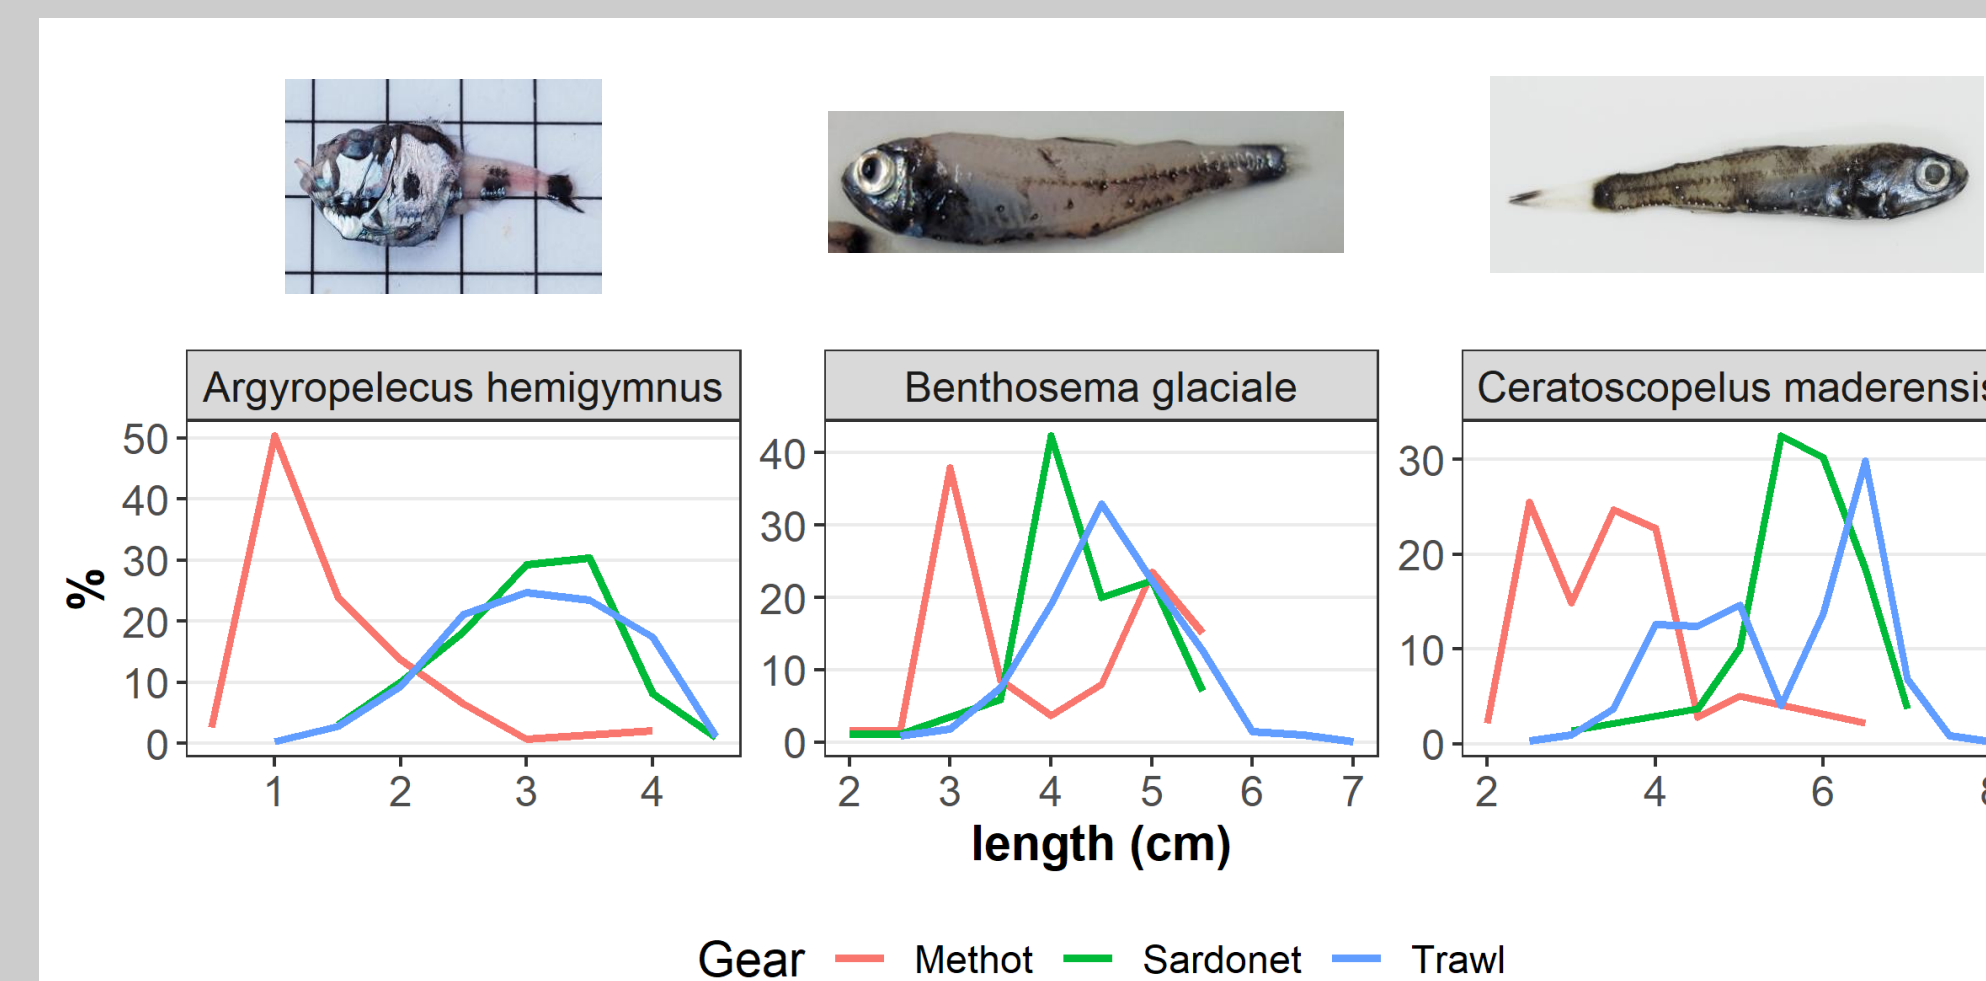 Argyropelecus hemigymnus
Benthosema glaciale
Ceratoscopelus maderensis
50
40
30
20
10
0
%
1 2 3 4
40
30
20
10
0
2 3 4 5 6 7
30
20
10
0
2 4 6 8
length (cm)
Gear Methot Sardonet Trawl